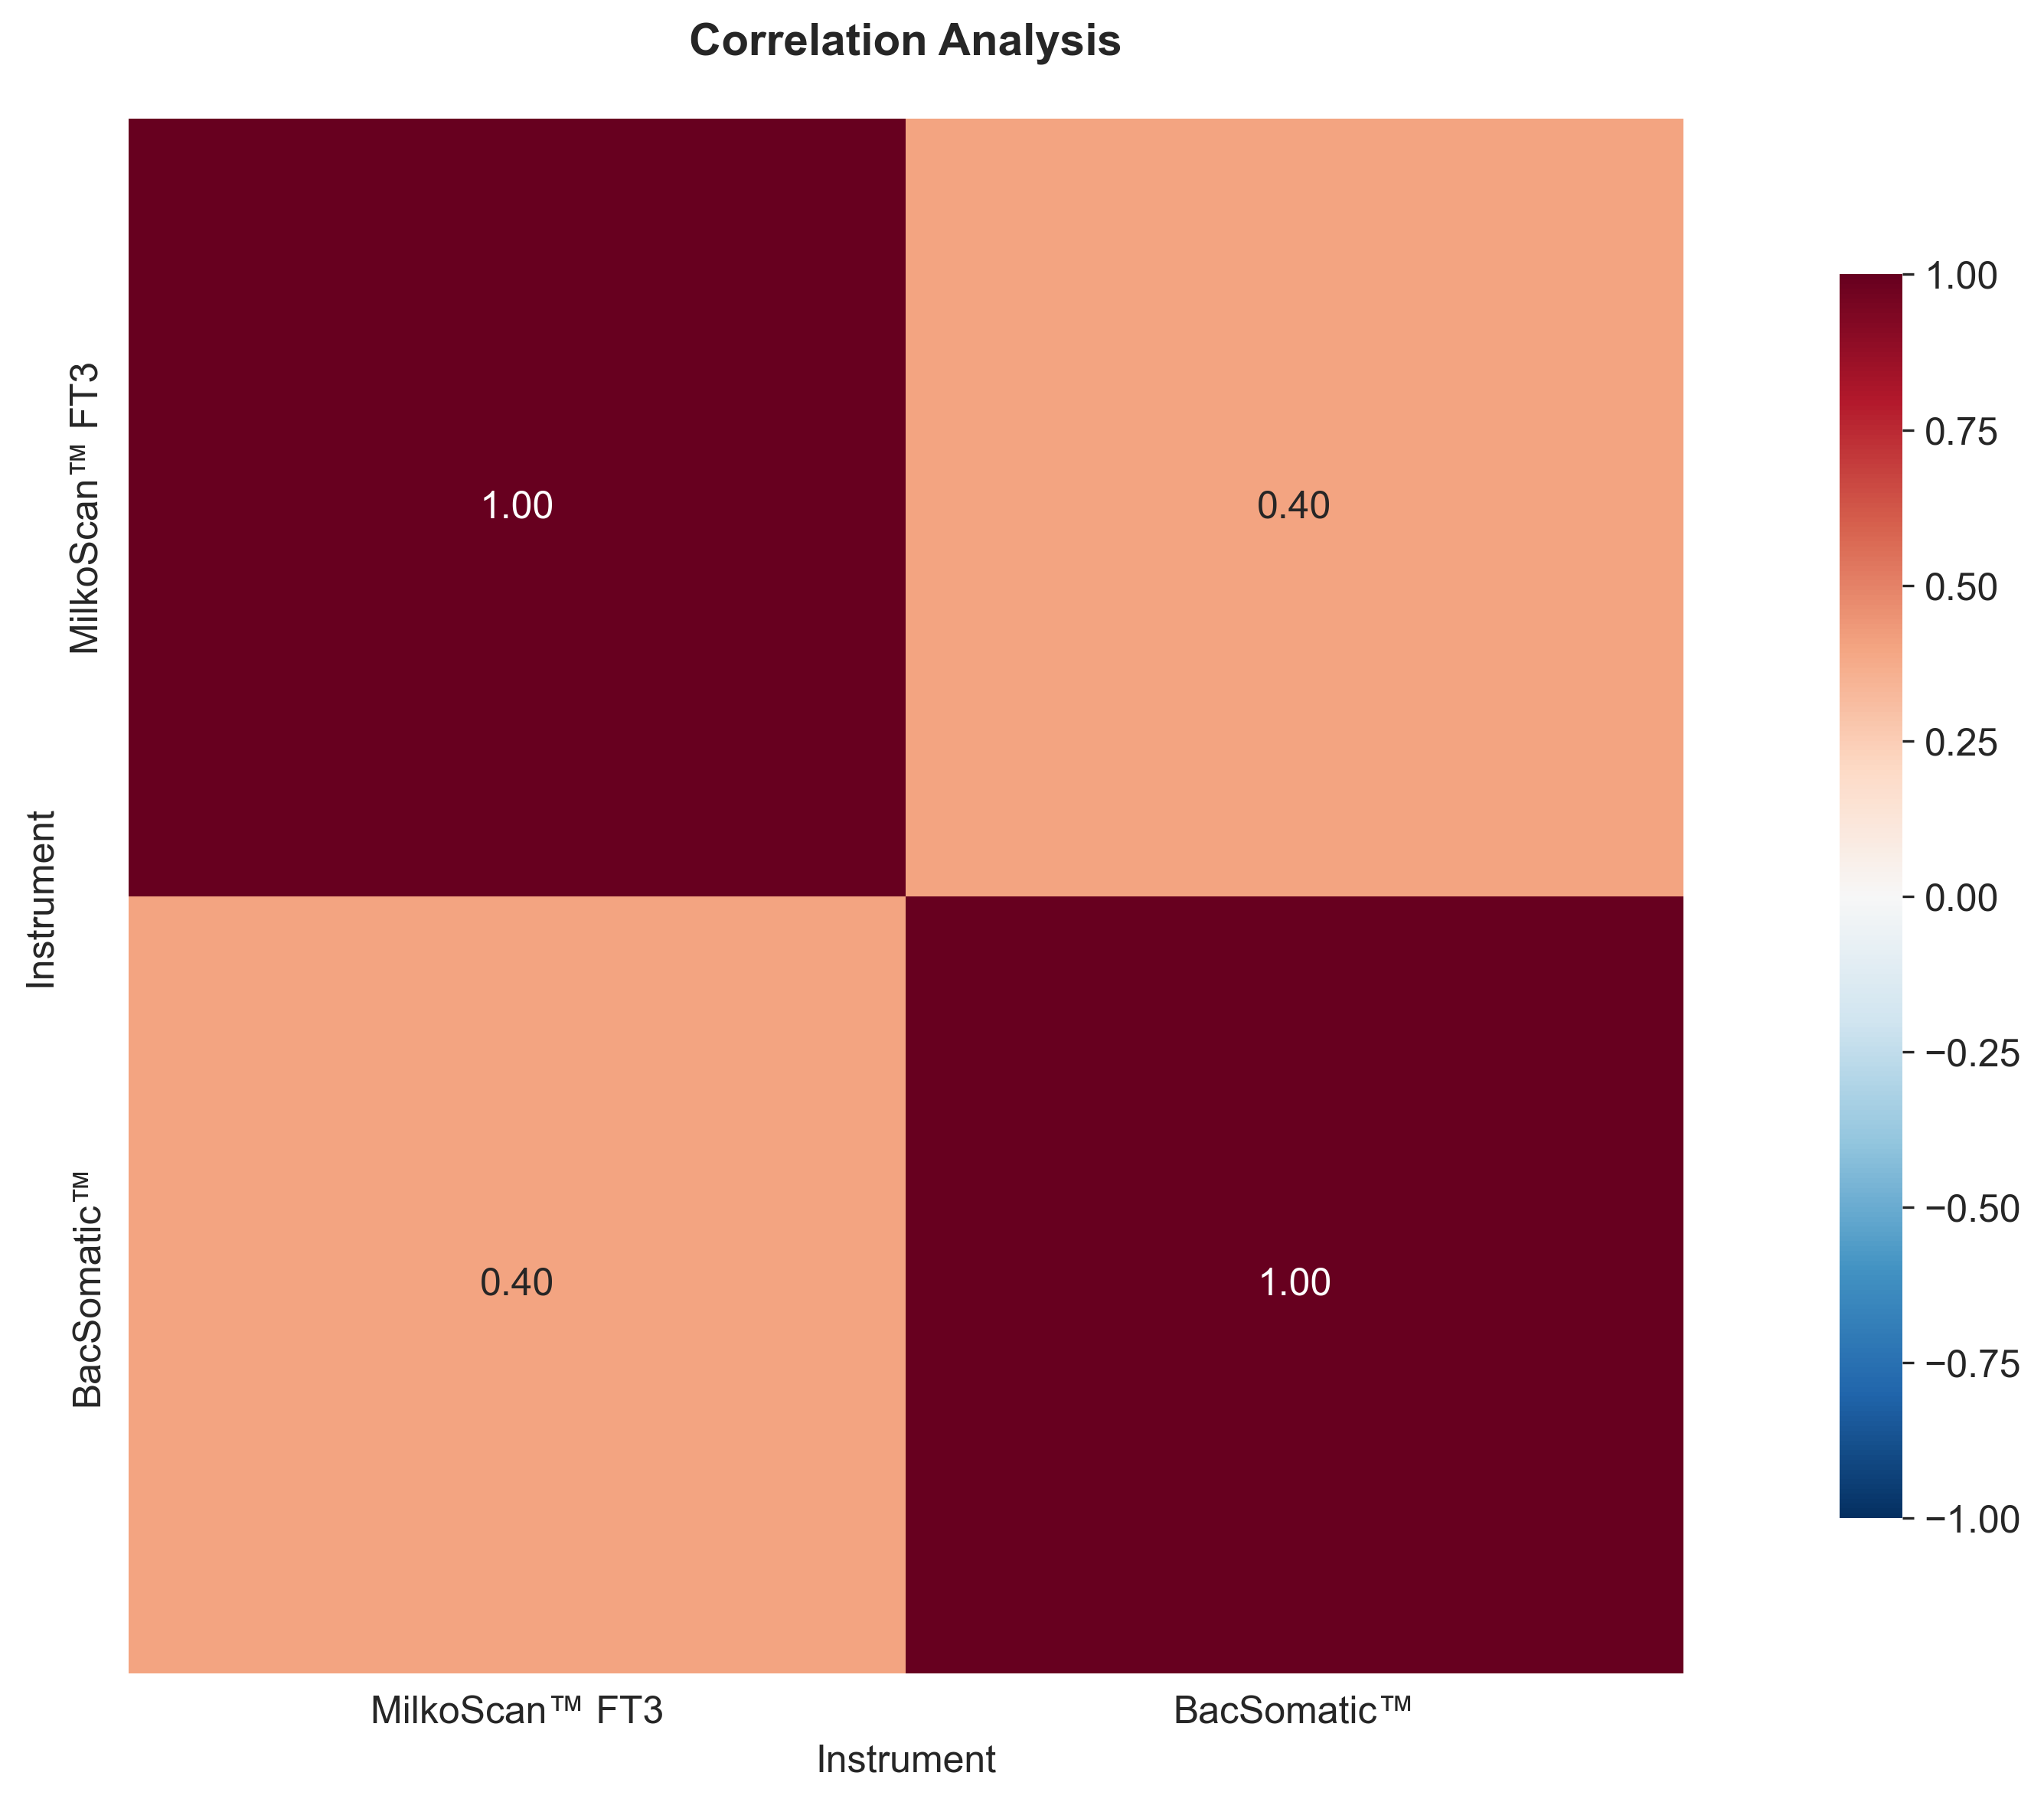 Correlation Analysis
MilkoScan™ FT3
1.00
0.40
Instrument
BacSomatic™
0.40
1.00
MilkoScan™ FT3
BacSomatic™
Instrument
1.00
0.75
0.50
0.25
0.00
−0.25
−0.50
−0.75
−1.00